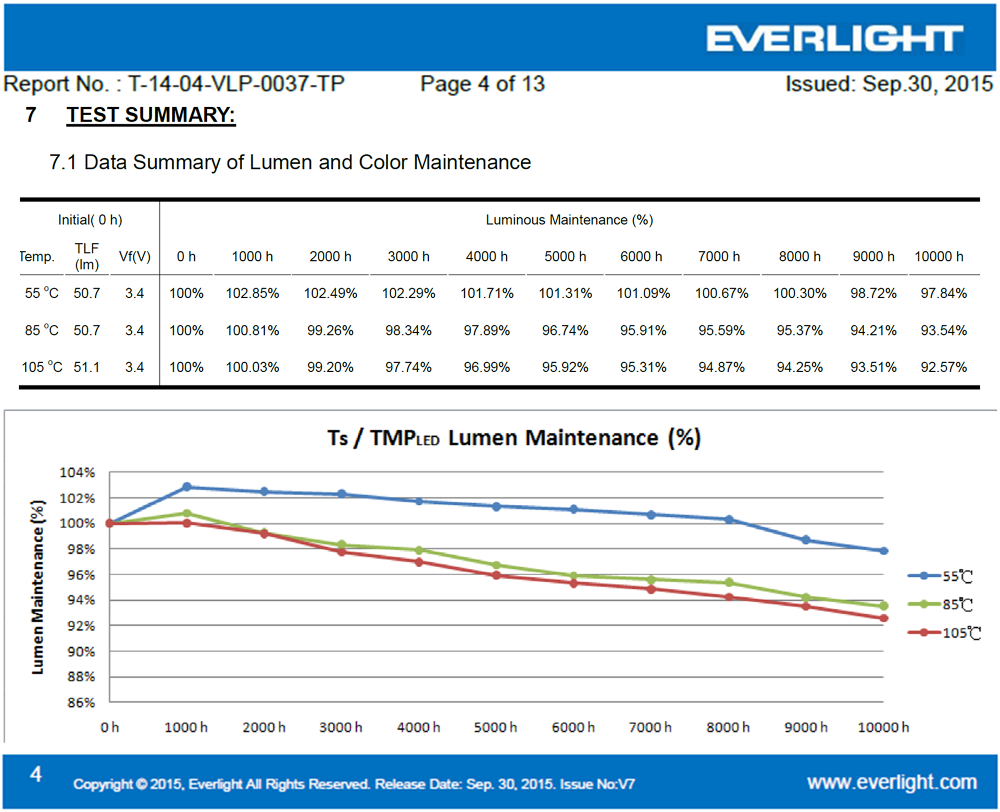 EVERLIGHT
Report No. : T-14-04-VLP-0037-TP Page 4 of 13 Issued: Sep.30, 2015
7 TEST SUMMARY:
7.1 Data Summary of Lumen and Color Maintenance
Initial( 0 h) Luminous Maintenance (%)
Temp. TLF (lm) Vf(V) 0 h 1000 h 2000 h 3000 h 4000 h 5000 h 6000 h 7000 h 8000 h 9000 h 10000 h
55 °C 50.7 3.4 100% 102.85% 102.49% 102.29% 101.71% 101.31% 101.09% 100.67% 100.30% 98.72% 97.84%
85 °C 50.7 3.4 100% 100.81% 99.26% 98.34% 97.89% 96.74% 95.91% 95.59% 95.37% 94.21% 93.54%
105 °C 51.1 3.4 100% 100.03% 99.20% 97.74% 96.99% 95.92% 95.31% 94.87% 94.25% 93.51% 92.57%
Ts / TMPLED Lumen Maintenance (%)
Lumen Maintenance (%)
104%
102%
100%
98%
96%
94%
92%
90%
88%
86%
0 h 1000 h 2000 h 3000 h 4000 h 5000 h 6000 h 7000 h 8000 h 9000 h 10000 h
55℃
85℃
105℃
4
Copyright © 2015, Everlight All Rights Reserved. Release Date: Sep. 30, 2015. Issue No:V7
www.everlight.com